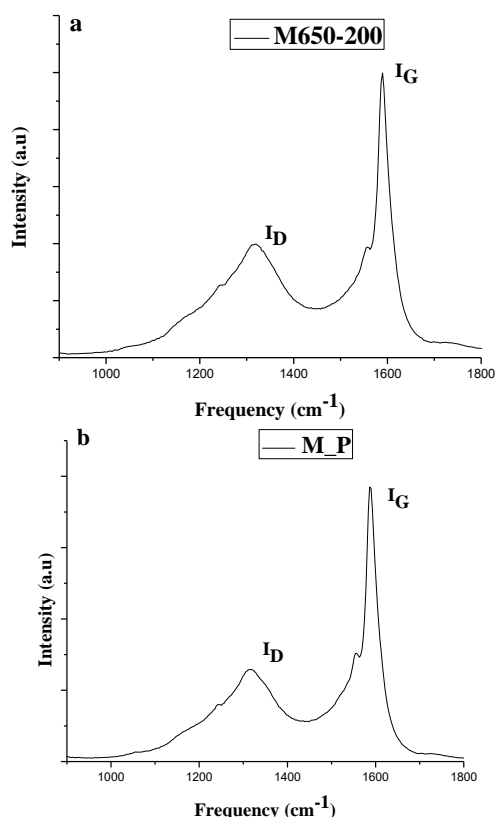 a
M650-200
I_G
I_D
Intensity (a.u)
1000 1200 1400 1600 1800
Frequency (cm^-1)
b
M_P
I_G
I_D
Intensity (a.u)
1000 1200 1400 1600 1800
Frequency (cm^-1)